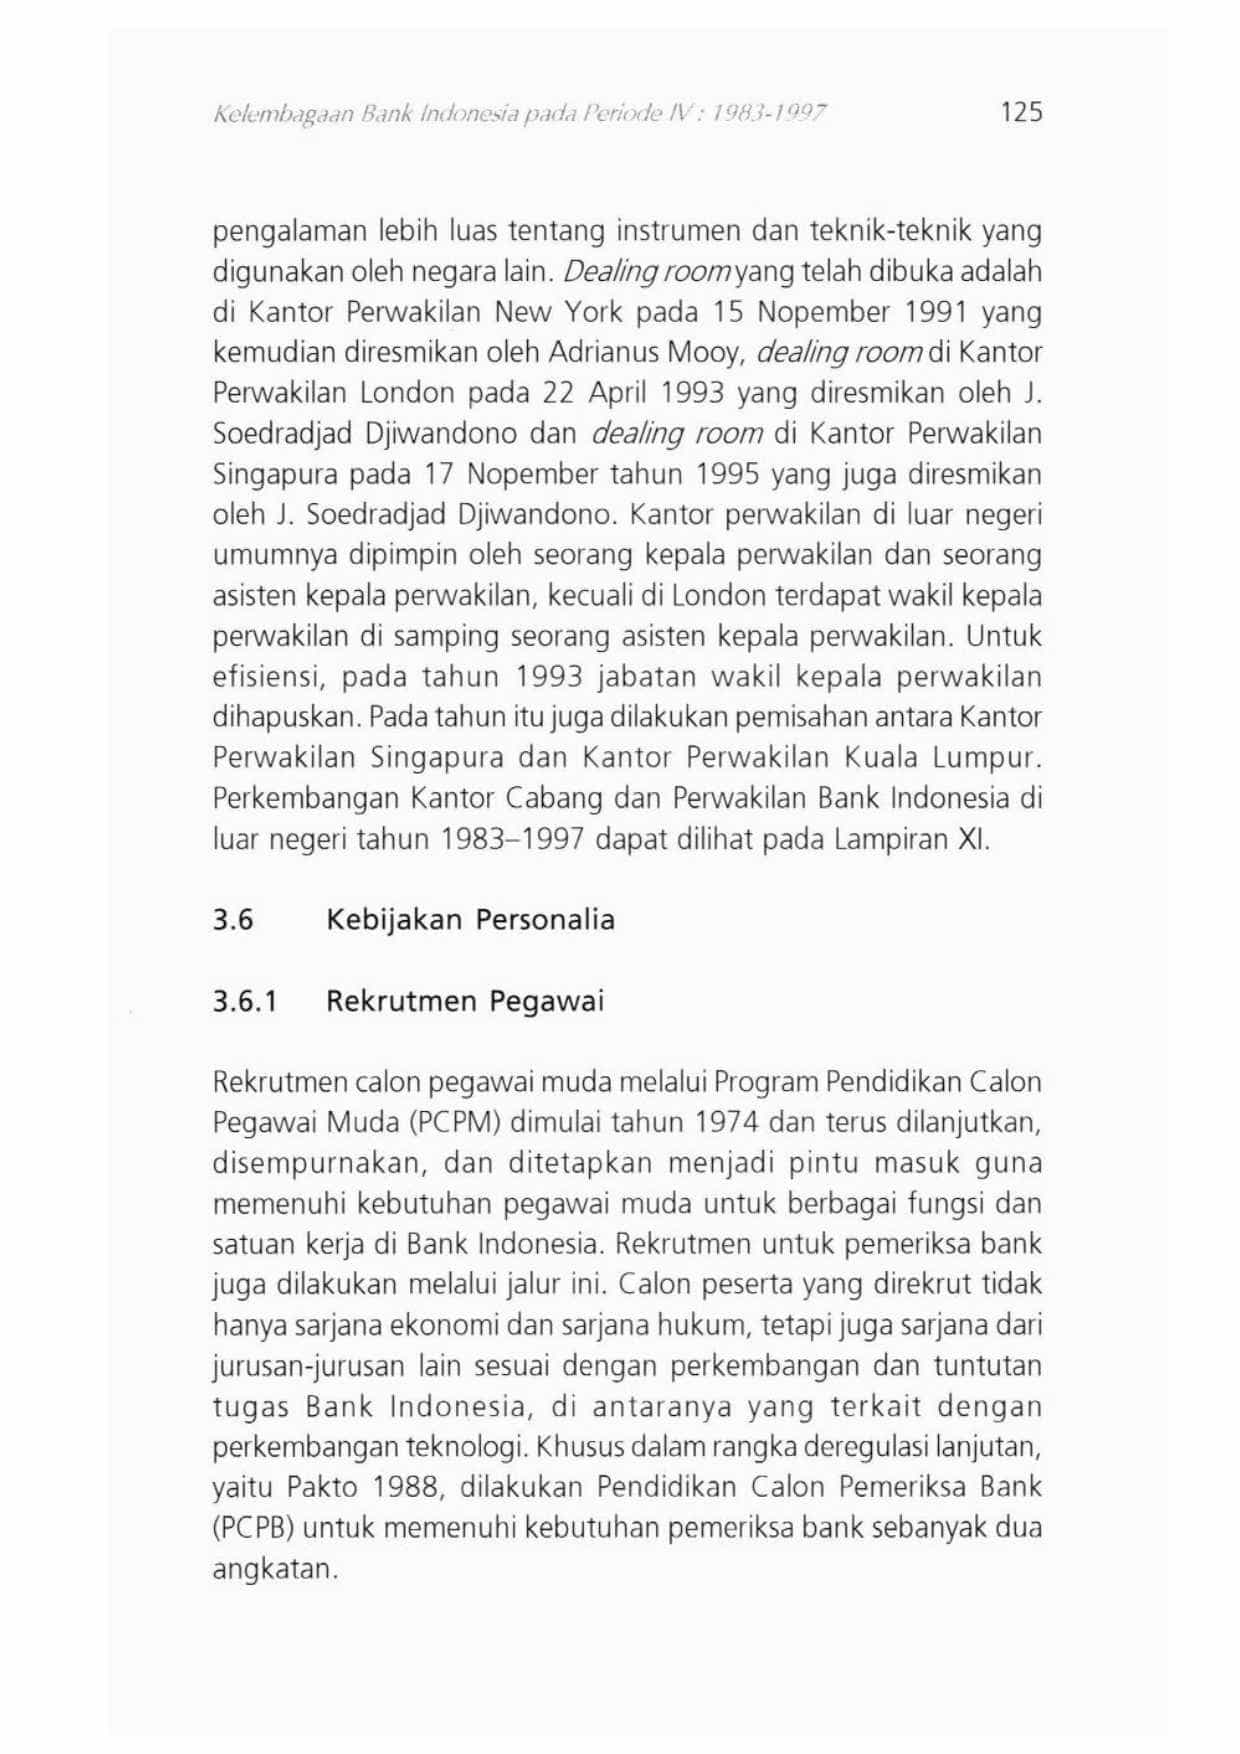 Kelembagaan Bank Indonesia pada Periode IV : 1983-1997 125
pengalaman lebih luas tentang instrumen dan teknik-teknik yang
digunakan oleh negara lain. Dealing room yang telah dibuka adalah
di Kantor Perwakilan New York pada 15 Nopember 1991 yang
kemudian diresmikan oleh Adrianus Mooy, dealing room di Kantor
Perwakilan London pada 22 April 1993 yang diresmikan oleh J.
Soedradjad Djiwandono dan dealing room di Kantor Perwakilan
Singapura pada 17 Nopember tahun 1995 yang juga diresmikan
oleh J. Soedradjad Djiwandono. Kantor perwakilan di luar negeri
umumnya dipimpin oleh seorang kepala perwakilan dan seorang
asisten kepala perwakilan, kecuali di London terdapat wakil kepala
perwakilan di samping seorang asisten kepala perwakilan. Untuk
efisiensi, pada tahun 1993 jabatan wakil kepala perwakilan
dihapuskan. Pada tahun itu juga dilakukan pemisahan antara Kantor
Perwakilan Singapura dan Kantor Perwakilan Kuala Lumpur.
Perkembangan Kantor Cabang dan Perwakilan Bank Indonesia di
luar negeri tahun 1983–1997 dapat dilihat pada Lampiran XI.
3.6 Kebijakan Personalia
3.6.1 Rekrutmen Pegawai
Rekrutmen calon pegawai muda melalui Program Pendidikan Calon
Pegawai Muda (PCPM) dimulai tahun 1974 dan terus dilanjutkan,
disempurnakan, dan ditetapkan menjadi pintu masuk guna
memenuhi kebutuhan pegawai muda untuk berbagai fungsi dan
satuan kerja di Bank Indonesia. Rekrutmen untuk pemeriksa bank
juga dilakukan melalui jalur ini. Calon peserta yang direkrut tidak
hanya sarjana ekonomi dan sarjana hukum, tetapi juga sarjana dari
jurusan-jurusan lain sesuai dengan perkembangan dan tuntutan
tugas Bank Indonesia, di antaranya yang terkait dengan
perkembangan teknologi. Khusus dalam rangka deregulasi lanjutan,
yaitu Pakto 1988, dilakukan Pendidikan Calon Pemeriksa Bank
(PCPB) untuk memenuhi kebutuhan pemeriksa bank sebanyak dua
angkatan.